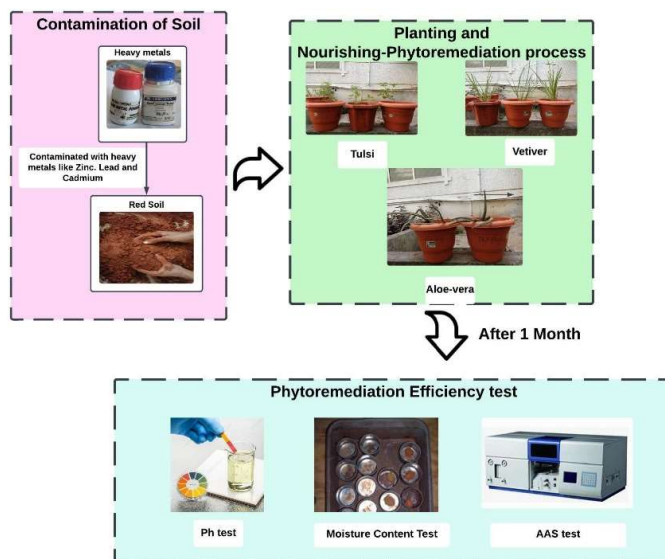 Contamination of Soil
Heavy metals
Contaminated with heavy
metals like Zinc. Lead and
Cadmium
Red Soil
Planting and
Nourishing-Phytoremediation process
Tulsi
Vetiver
Aloe-vera
After 1 Month
Phytoremediation Efficiency test
Ph test
Moisture Content Test
AAS test